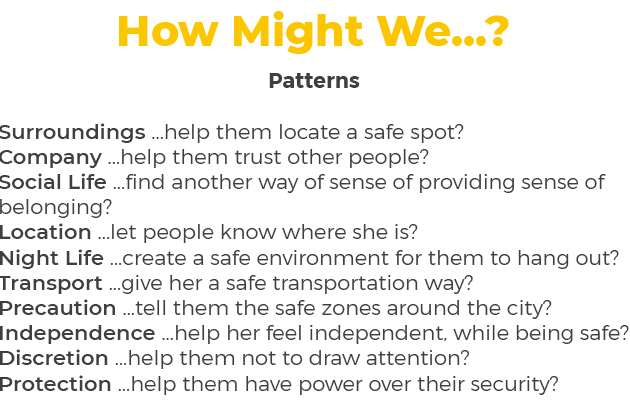 How Might We...?
Patterns
Surroundings ...help them locate a safe spot?
Company ...help them trust other people?
Social Life ...find another way of sense of providing sense of
belonging?
Location ...let people know where she is?
Night Life ...create a safe environment for them to hang out?
Transport ...give her a safe transportation way?
Precaution ...tell them the safe zones around the city?
Independence ...help her feel independent, while being safe?
Discretion ...help them not to draw attention?
Protection ...help them have power over their security?